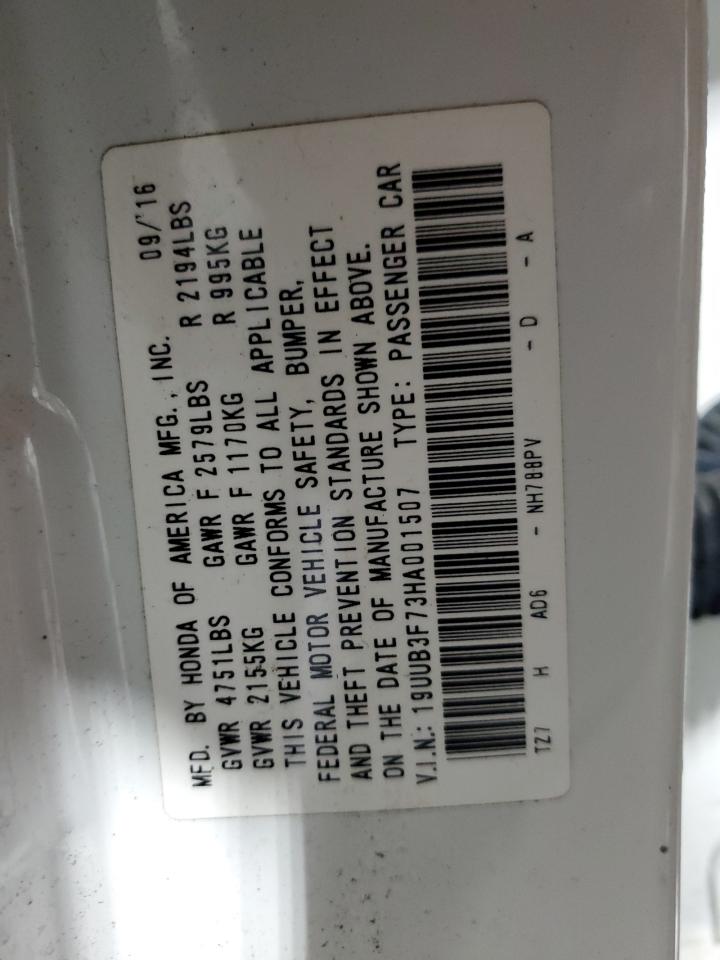 MFD. BY HONDA OF AMERICA MFG., INC. 09/'16
GVWR 4751LBS GAWR F 2579LBS R 2194LBS
GVWR 2155KG GAWR F 1170KG R 995KG
THIS VEHICLE CONFORMS TO ALL APPLICABLE
FEDERAL MOTOR VEHICLE SAFETY, BUMPER,
AND THEFT PREVENTION STANDARDS IN EFFECT
ON THE DATE OF MANUFACTURE SHOWN ABOVE.
V.I.N.: 19UUB3F73HA001507 TYPE: PASSENGER CAR
TZ7 H AD6 - NH788PV - D - A